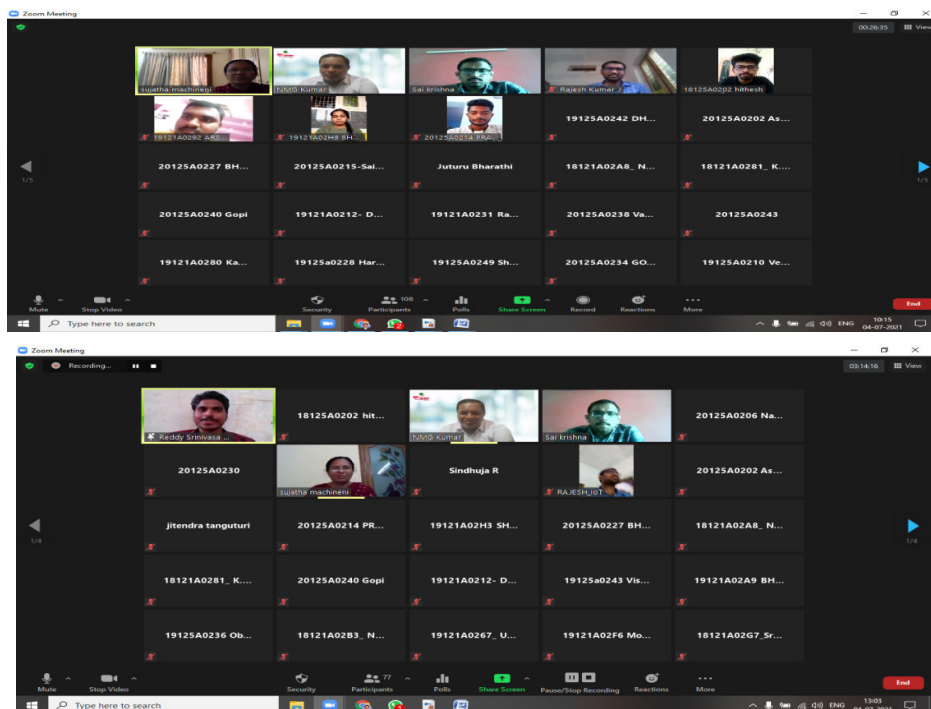 Zoom Meeting
00:26:35 View
sujatha machineni NMG Kumar Sai krishna Rajesh Kumar J 18125A0202 hithesh
19121A0292 ARS... 19121A02H3 SH... 20125A0214 PRA... 19125A0242 DH... 20125A0202 As...
20125A0227 BH... 20125A0215-Sai... Juturu Bharathi 18121A02A8_ N... 18121A0281_ K....
1/5 1/5
20125A0240 Gopi 19121A0212- D... 19121A0231 Ra... 20125A0238 Va... 20125A0243
19121A0280 Ka... 19125a0228 Har... 19125A0249 Sh... 20125A0234 GO... 19125A0210 Ve...
Mute Stop Video Security Participants 108 Polls Share Screen Record Reactions More End
Type here to search ENG 10:15
04-07-2021
Zoom Meeting
Recording... 03:14:16 View
Reddy Srinivasa ... 18125A0202 hit... NMG Kumar Sai krishna 20125A0206 Na...
20125A0230 sujatha machineni Sindhuja R RAJESH_IoT 20125A0202 As...
jitendra tanguturi 20125A0214 PR... 19121A02H3 SH... 20125A0227 BH... 18121A02A8_ N...
1/4 1/4
18121A0281_ K.... 20125A0240 Gopi 19121A0212- D... 19125a0243 Vis... 19121A02A9 BH...
19125A0236 Ob... 18121A02B3_ N... 19121A0267_ U... 19121A02F6 Mo... 18121A02G7_Sr...
Mute Stop Video Security Participants 77 Polls Share Screen Pause/Stop Recording Reactions More End
Type here to search ENG 13:03
04-07-2021